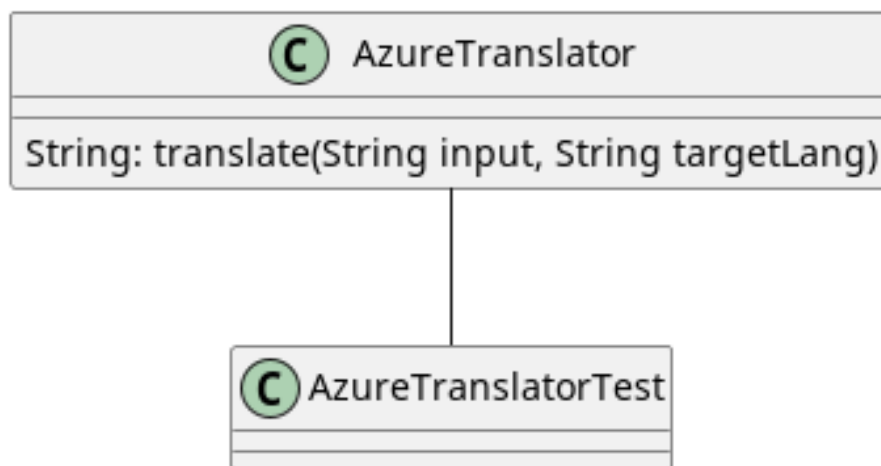 C AzureTranslator
String: translate(String input, String targetLang)
C AzureTranslatorTest